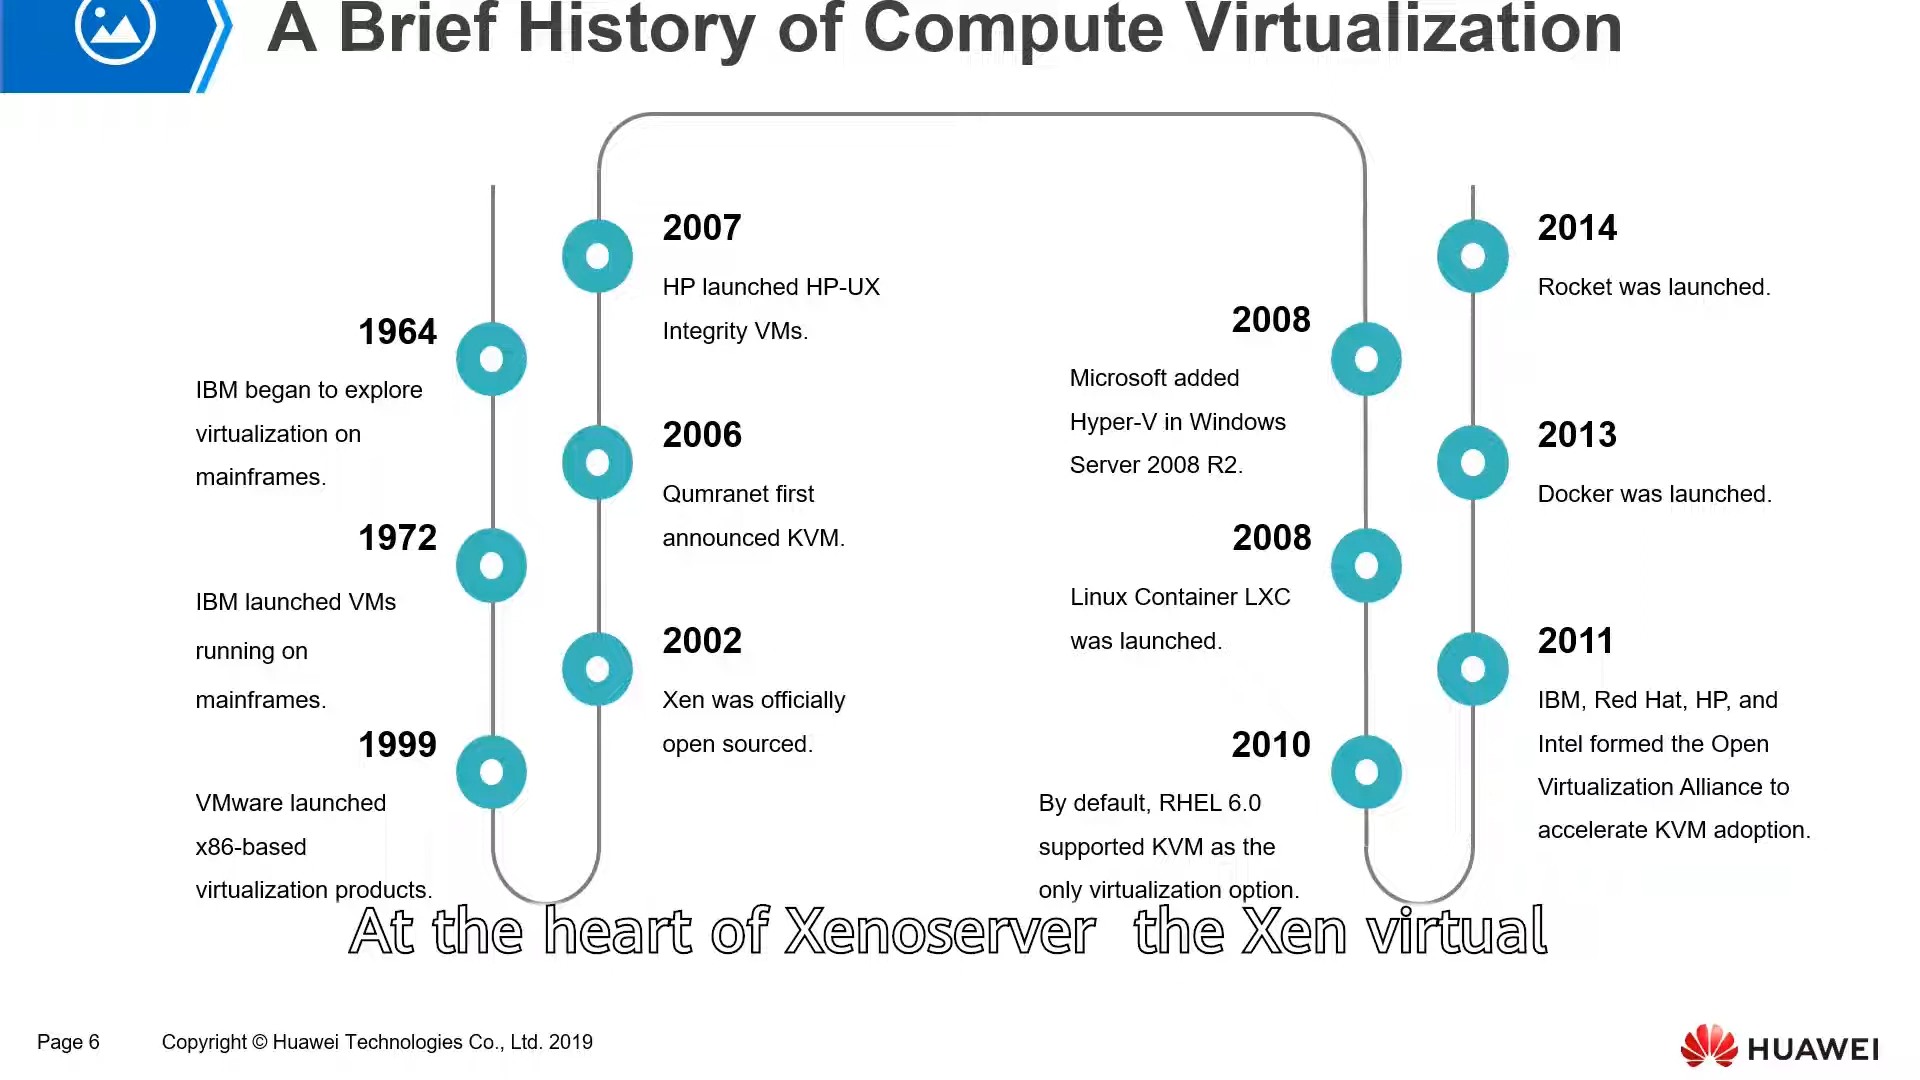 A Brief History of Compute Virtualization
1964
IBM began to explore
virtualization on
mainframes.
1972
IBM launched VMs
running on
mainframes.
1999
VMware launched
x86-based
virtualization products.
2007
HP launched HP-UX
Integrity VMs.
2006
Qumranet first
announced KVM.
2002
Xen was officially
open sourced.
2008
Microsoft added
Hyper-V in Windows
Server 2008 R2.
2008
Linux Container LXC
was launched.
2010
By default, RHEL 6.0
supported KVM as the
only virtualization option.
2014
Rocket was launched.
2013
Docker was launched.
2011
IBM, Red Hat, HP, and
Intel formed the Open
Virtualization Alliance to
accelerate KVM adoption.
At the heart of Xenoserver the Xen virtual
Page 6
Copyright © Huawei Technologies Co., Ltd. 2019
HUAWEI